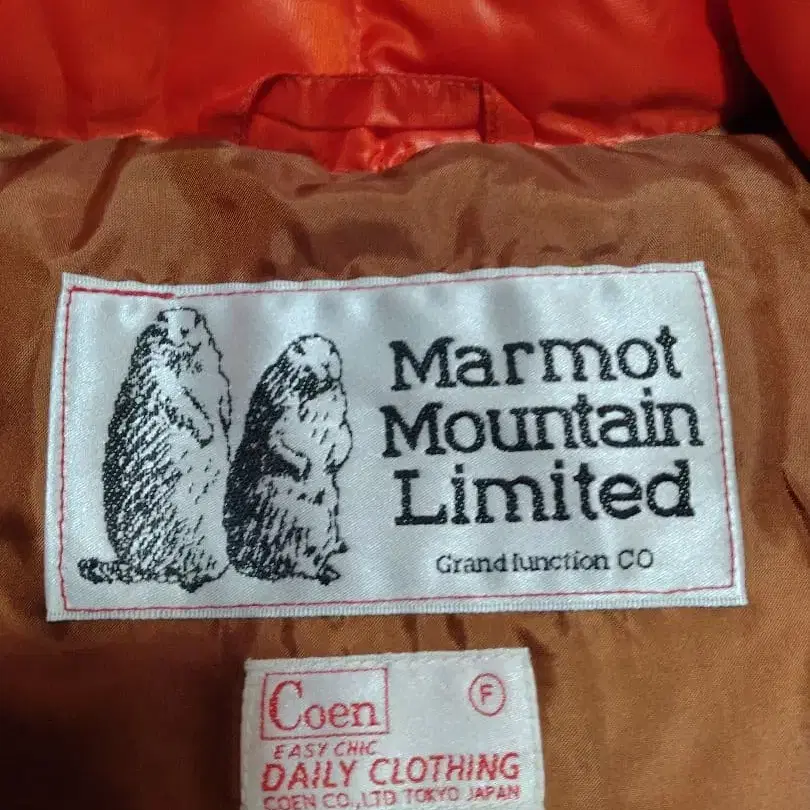 Marmot
Mountain
Limited
Grand Junction CO
Coen
F
EASY CHIC
DAILY CLOTHING
COEN CO.,LTD TOKYO JAPAN